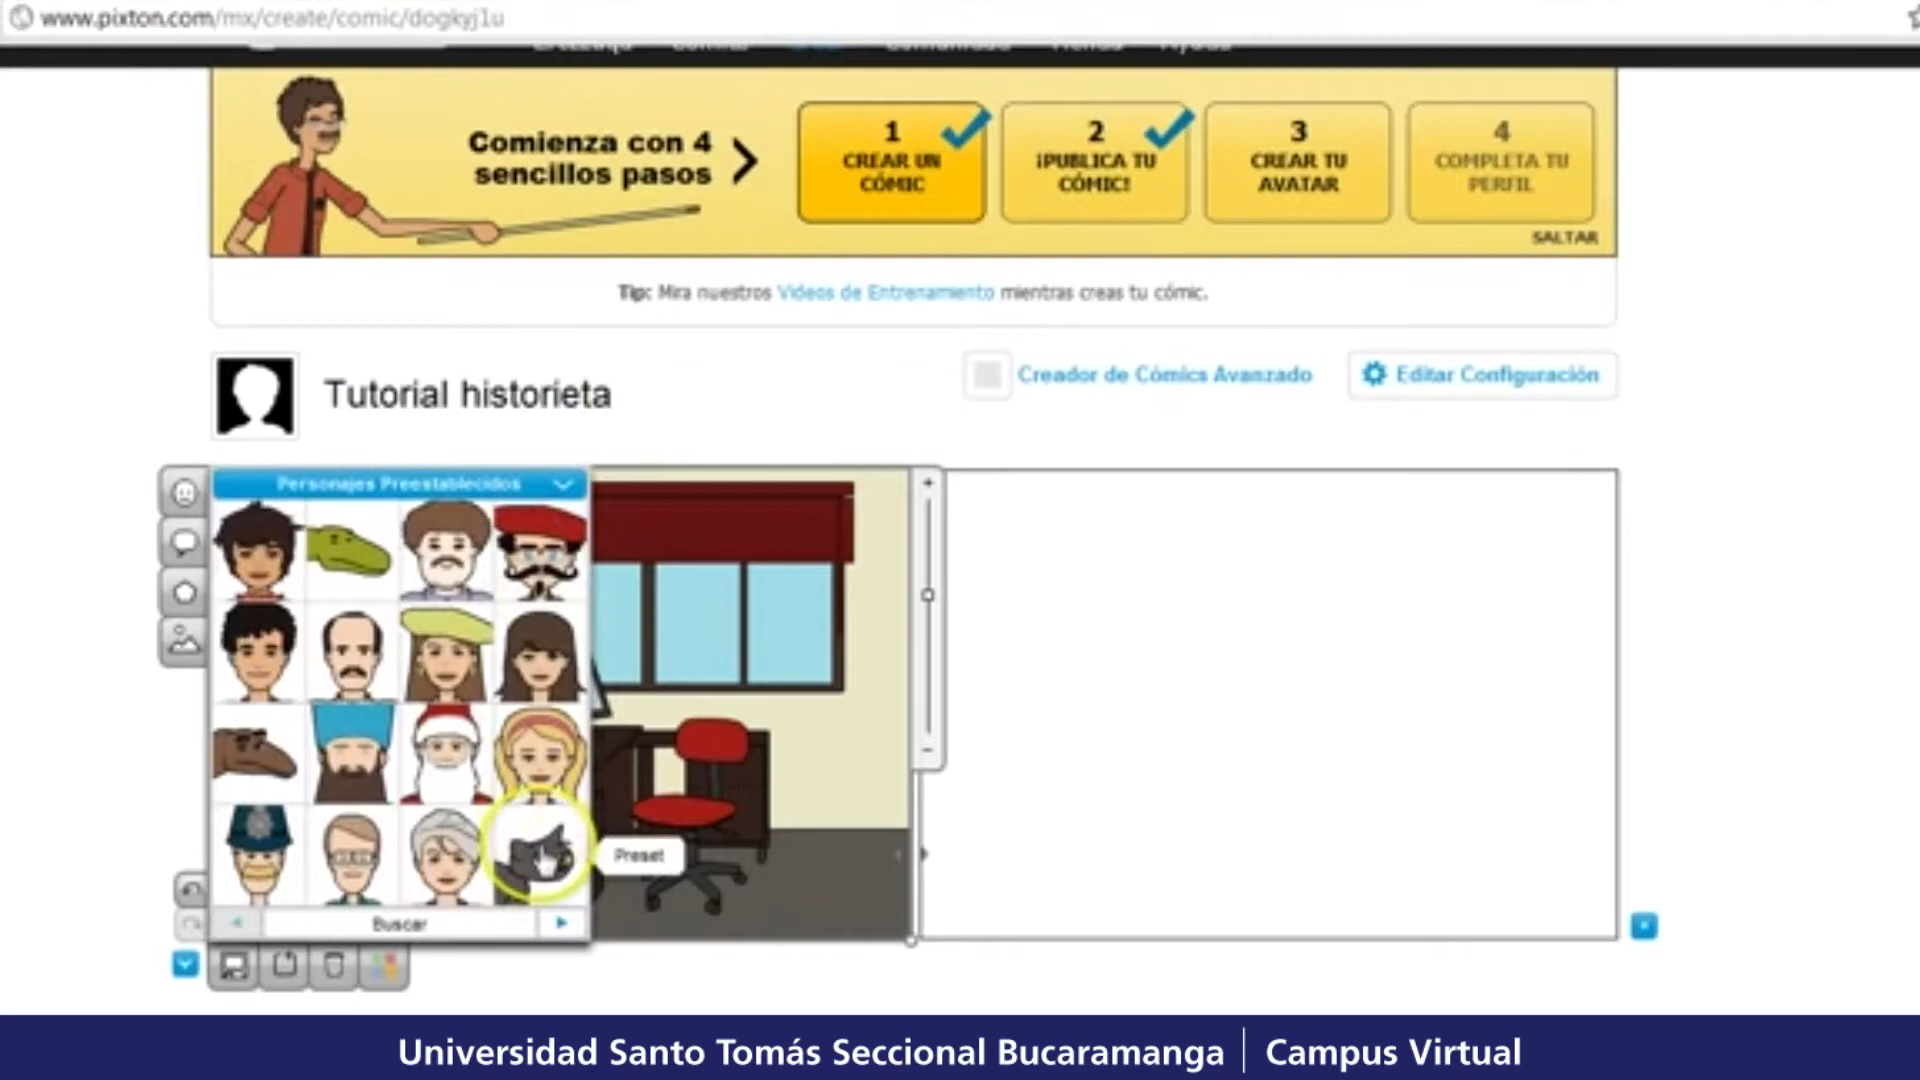 www.pixton.com/mx/create/comic/dogkyj1u
Comienza con 4
sencillos pasos
1
CREAR UN
CÓMIC
2
¡PUBLICA TU
CÓMIC!
3
CREAR TU
AVATAR
4
COMPLETA TU
PERFIL
SALTAR
Tip: Mira nuestros Videos de Entrenamiento mientras creas tu cómic.
Tutorial historieta
Creador de Cómics Avanzado
Editar Configuración
Personajes Preestablecidos
Preset
Buscar
Universidad Santo Tomás Seccional Bucaramanga | Campus Virtual